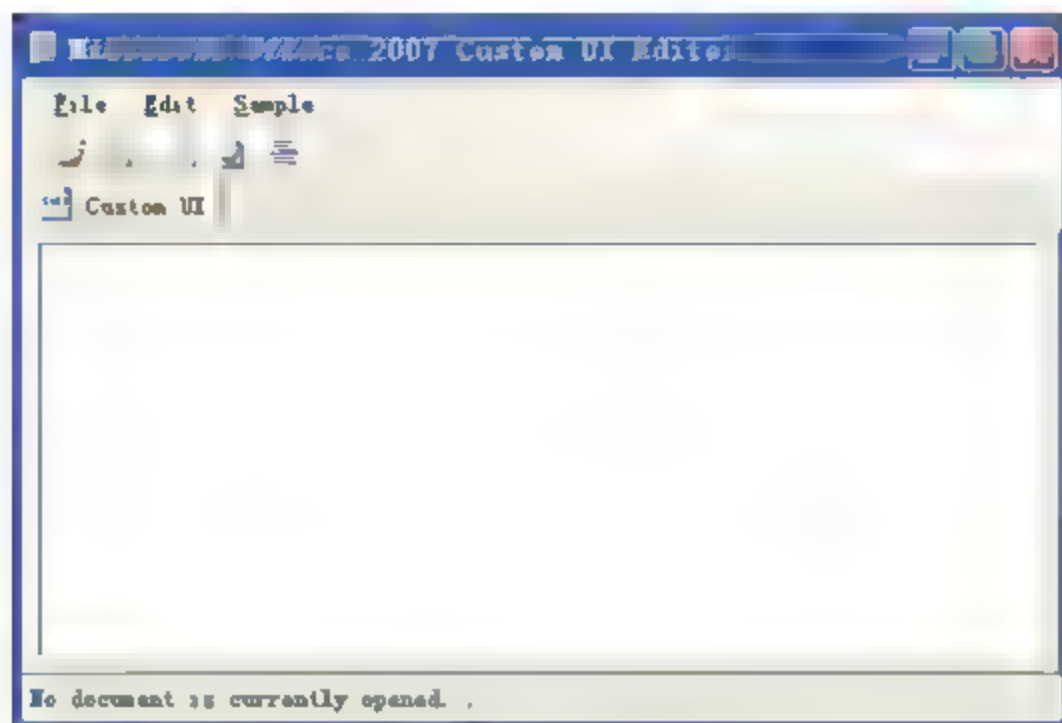 2007 Custom UI Editor
File Edit Sample
Custom UI
No document is currently opened.